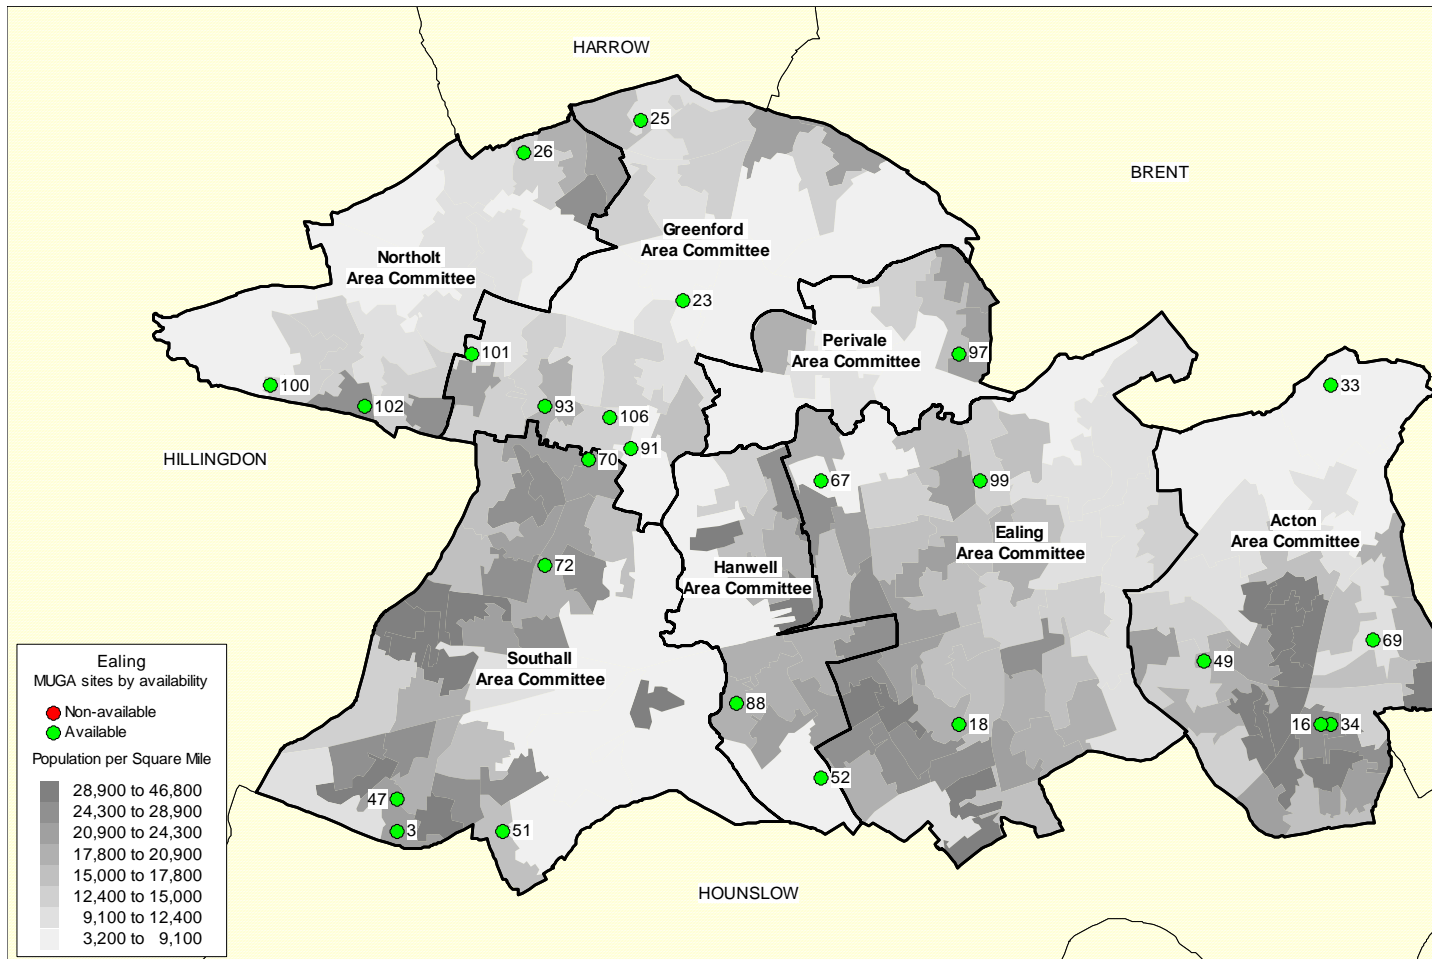 HARROW
25
26
BRENT
Greenford
Area Committee
Northolt
Area Committee
23
Perivale
Area Committee
101
97
100
102
93
106
33
91
70
HILLINGDON
67
99
Acton
Area Committee
Ealing
Area Committee
72
Hanwell
Area Committee
69
49
Southall
Area Committee
88
18
16
34
52
47
3
51
HOUNSLOW
Ealing
MUGA sites by availability
Non-available
Available
Population per Square Mile
28,900 to 46,800
24,300 to 28,900
20,900 to 24,300
17,800 to 20,900
15,000 to 17,800
12,400 to 15,000
9,100 to 12,400
3,200 to 9,100